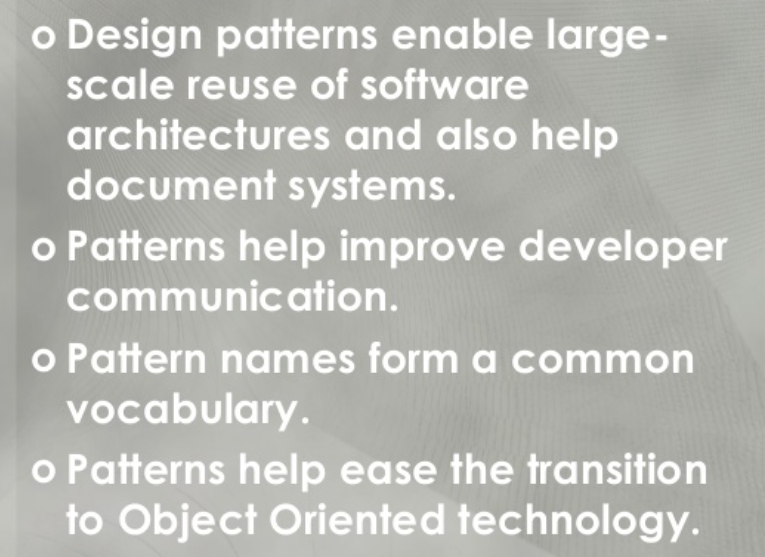 o Design patterns enable large-
scale reuse of software
architectures and also help
document systems.
o Patterns help improve developer
communication.
o Pattern names form a common
vocabulary.
o Patterns help ease the transition
to Object Oriented technology.